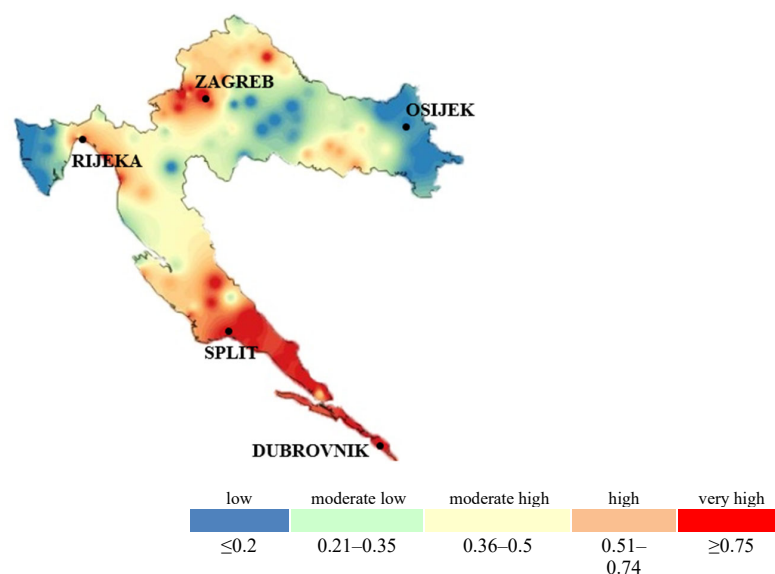 ZAGREB
OSIJEK
RIJEKA
SPLIT
DUBROVNIK
low moderate low moderate high high very high
≤0.2 0.21–0.35 0.36–0.5 0.51– ≥0.75
0.74